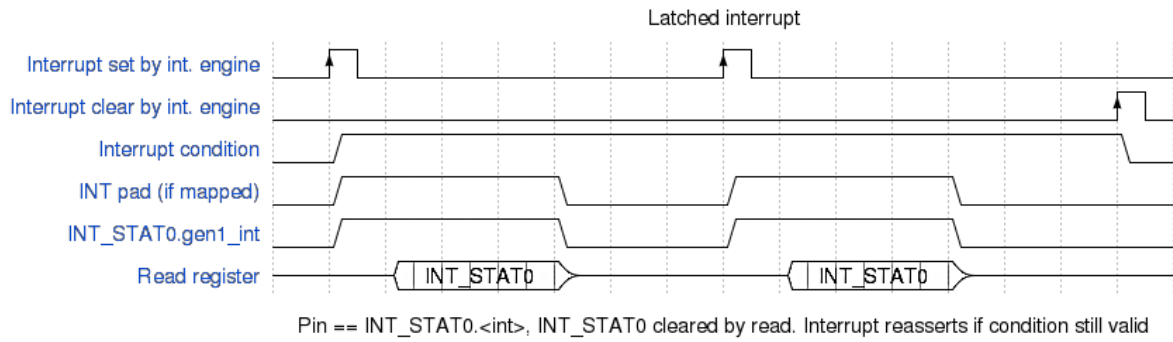 Latched interrupt
Interrupt set by int. engine
Interrupt clear by int. engine
Interrupt condition
INT pad (if mapped)
INT_STAT0.gen1_int
Read register
INT_STAT0
INT_STAT0
Pin == INT_STAT0.<int>, INT_STAT0 cleared by read. Interrupt reasserts if condition still valid